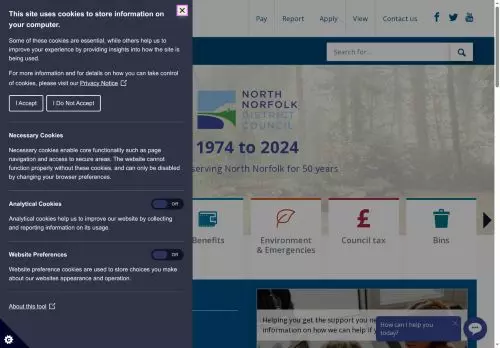 This site uses cookies to store information on
your computer.
Some of these cookies are essential, while others help us to
improve your experience by providing insights into how the site is
being used.
For more information and for details on how you can take control
of cookies, please visit our Privacy Notice
I Accept
I Do Not Accept
Necessary Cookies
Necessary cookies enable core functionality such as page
navigation and access to secure areas. The website cannot
function properly without these cookies, and can only be disabled
by changing your browser preferences.
Analytical Cookies
Off
Analytical cookies help us to improve our website by collecting
and reporting information on its usage.
Website Preferences
Off
Website preference cookies are used to store choices you make
about our websites appearance and operation.
About this tool
Pay
Report
Apply
View
Contact us
Search for...
NORTH
NORFOLK
DISTRICT
COUNCIL
1974 to 2024
serving North Norfolk for 50 years
Benefits
Environment
& Emergencies
Council tax
Bins
Helping you get the support you ne
information on how we can help if y
How can I help you
today?